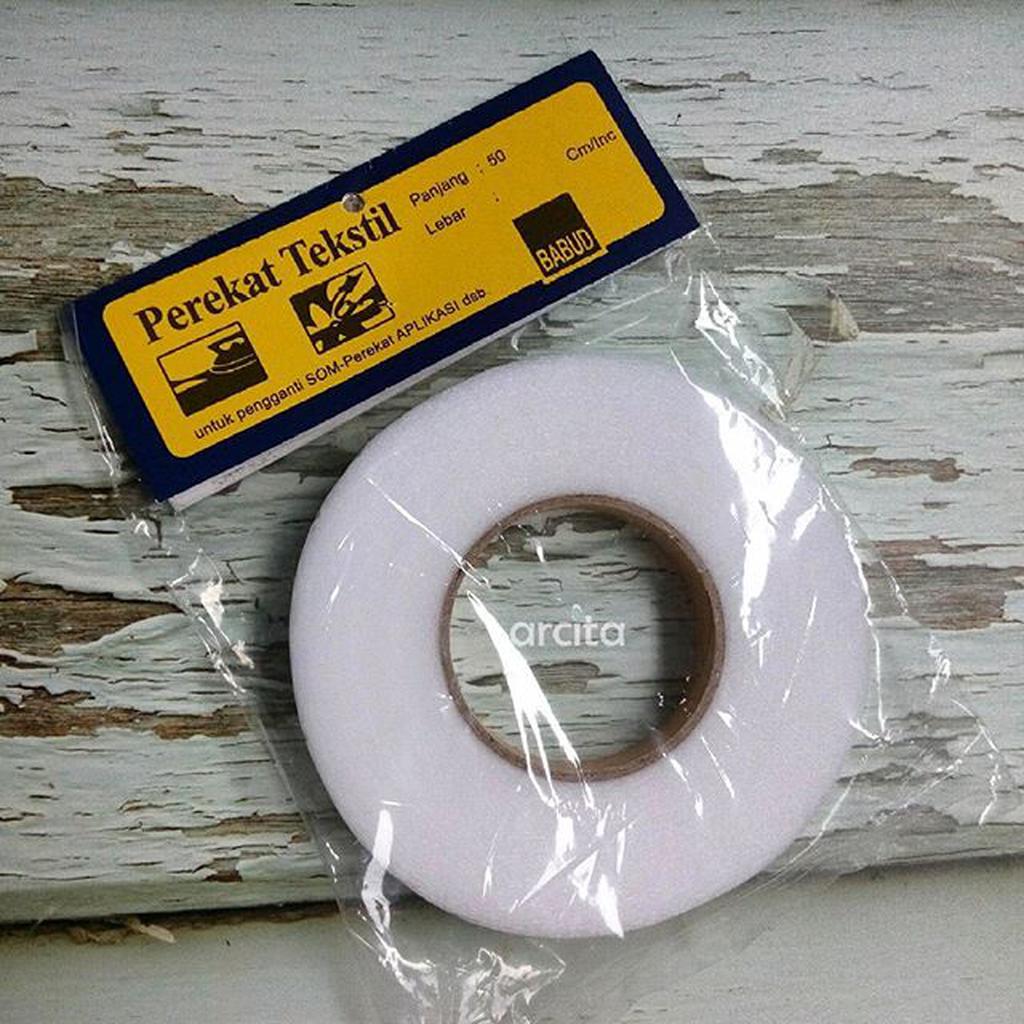 Perekat Tekstil
Panjang : 50 Cm/Inc
Lebar :
untuk pengganti SOM-Perekat APLIKASI dsb.
BABUD
arcita